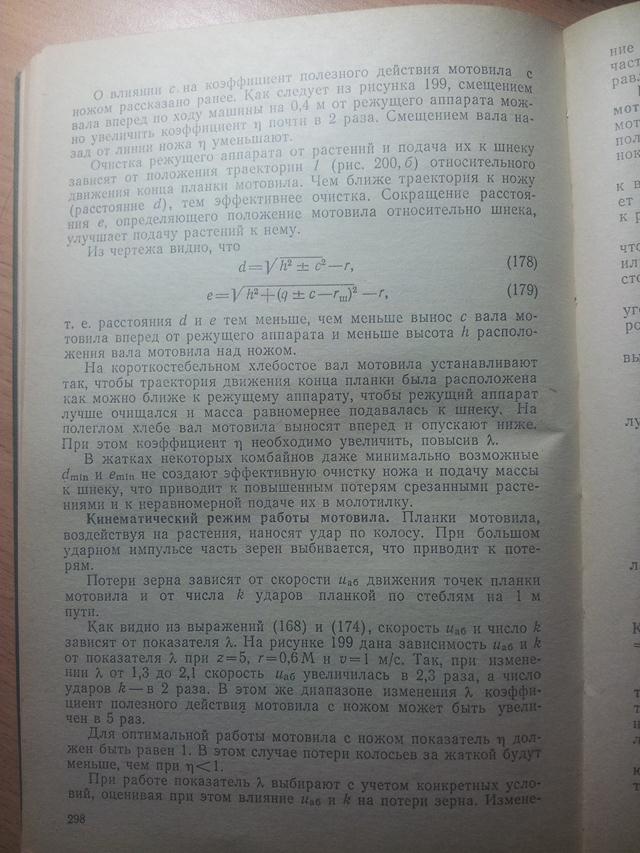 О влиянии c на коэффициент полезного действия мотовила с
ножом рассказано ранее. Как следует из рисунка 199, смещением
вала вперед по ходу машины на 0,4 м от режущего аппарата мож-
но увеличить коэффициент η почти в 2 раза. Смещением вала на-
зад от линии ножа η уменьшают.
Очистка режущего аппарата от растений и подача их к шнеку
зависят от положения траектории l (рис. 200, б) относительного
движения конца планки мотовила. Чем ближе траектория к ножу
(расстояние d), тем эффективнее очистка. Сокращение расстоя-
ния e, определяющего положение мотовила относительно шнека,
улучшает подачу растений к нему.
Из чертежа видно, что
d=√h² ± c²—r, (178)
e=√h²+(q ± c—rш)² —r, (179)
т. е. расстояния d и e тем меньше, чем меньше вынос c вала мо-
товила вперед от режущего аппарата и меньше высота h располо-
жения вала мотовила над ножом.
На короткостебельном хлебостое вал мотовила устанавливают
так, чтобы траектория движения конца планки была расположена
как можно ближе к режущему аппарату, чтобы режущий аппарат
лучше очищался и масса равномернее подавалась к шнеку. На
полеглом хлебе вал мотовила выносят вперед и опускают ниже.
При этом коэффициент η необходимо увеличить, повысив λ.
В жатках некоторых комбайнов даже минимально возможные
dmin и emin не создают эффективную очистку ножа и подачу массы
к шнеку, что приводит к повышенным потерям срезанными расте-
ниями и к неравномерной подаче их в молотилку.
Кинематический режим работы мотовила. Планки мотовила,
воздействуя на растения, наносят удар по колосу. При большом
ударном импульсе часть зерен выбивается, что приводит к поте-
рям.
Потери зерна зависят от скорости uаб движения точек планки
мотовила и от числа k ударов планкой по стеблям на 1 м
пути.
Как видно из выражений (168) и (174), скорость uаб и число k
зависят от показателя λ. На рисунке 199 дана зависимость uаб и k
от показателя λ при z=5, r=0,6М и v=1 м/с. Так, при измене-
нии λ от 1,3 до 2,1 скорость uаб увеличилась в 2,3 раза, а число
ударов k — в 2 раза. В этом же диапазоне изменения λ коэффи-
циент полезного действия мотовила с ножом может быть увели-
чен в 5 раз.
Для оптимальной работы мотовила с ножом показатель η дол-
жен быть равен 1. В этом случае потери колосьев за жаткой будут
меньше, чем при η<1.
При работе показатель λ выбирают с учетом конкретных усло-
вий, оценивая при этом влияние uаб и k на потери зерна. Измене-
298